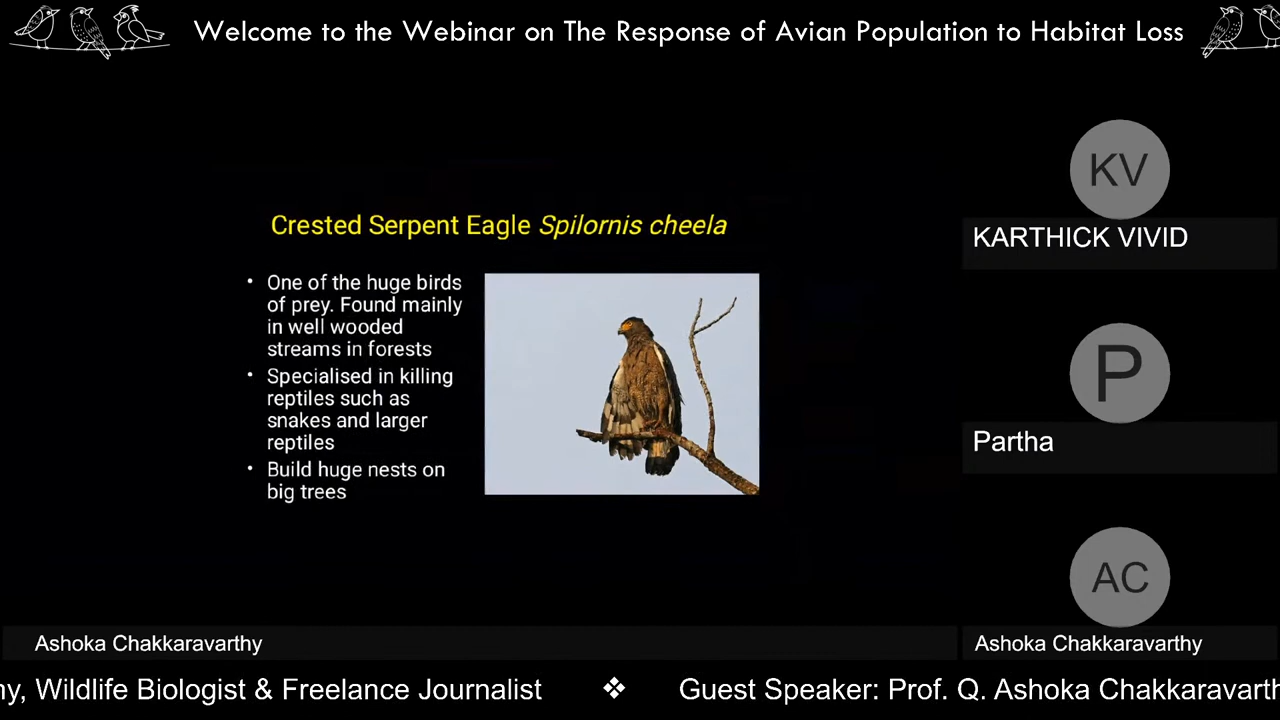 Welcome to the Webinar on The Response of Avian Population to Habitat Loss
Crested Serpent Eagle Spilornis cheela
• One of the huge birds
of prey. Found mainly
in well wooded
streams in forests
• Specialised in killing
reptiles such as
snakes and larger
reptiles
• Build huge nests on
big trees
KV
KARTHICK VIVID
P
Partha
AC
Ashoka Chakkaravarthy
Ashoka Chakkaravarthy
hy, Wildlife Biologist & Freelance Journalist ❖ Guest Speaker: Prof. Q. Ashoka Chakkaravarth